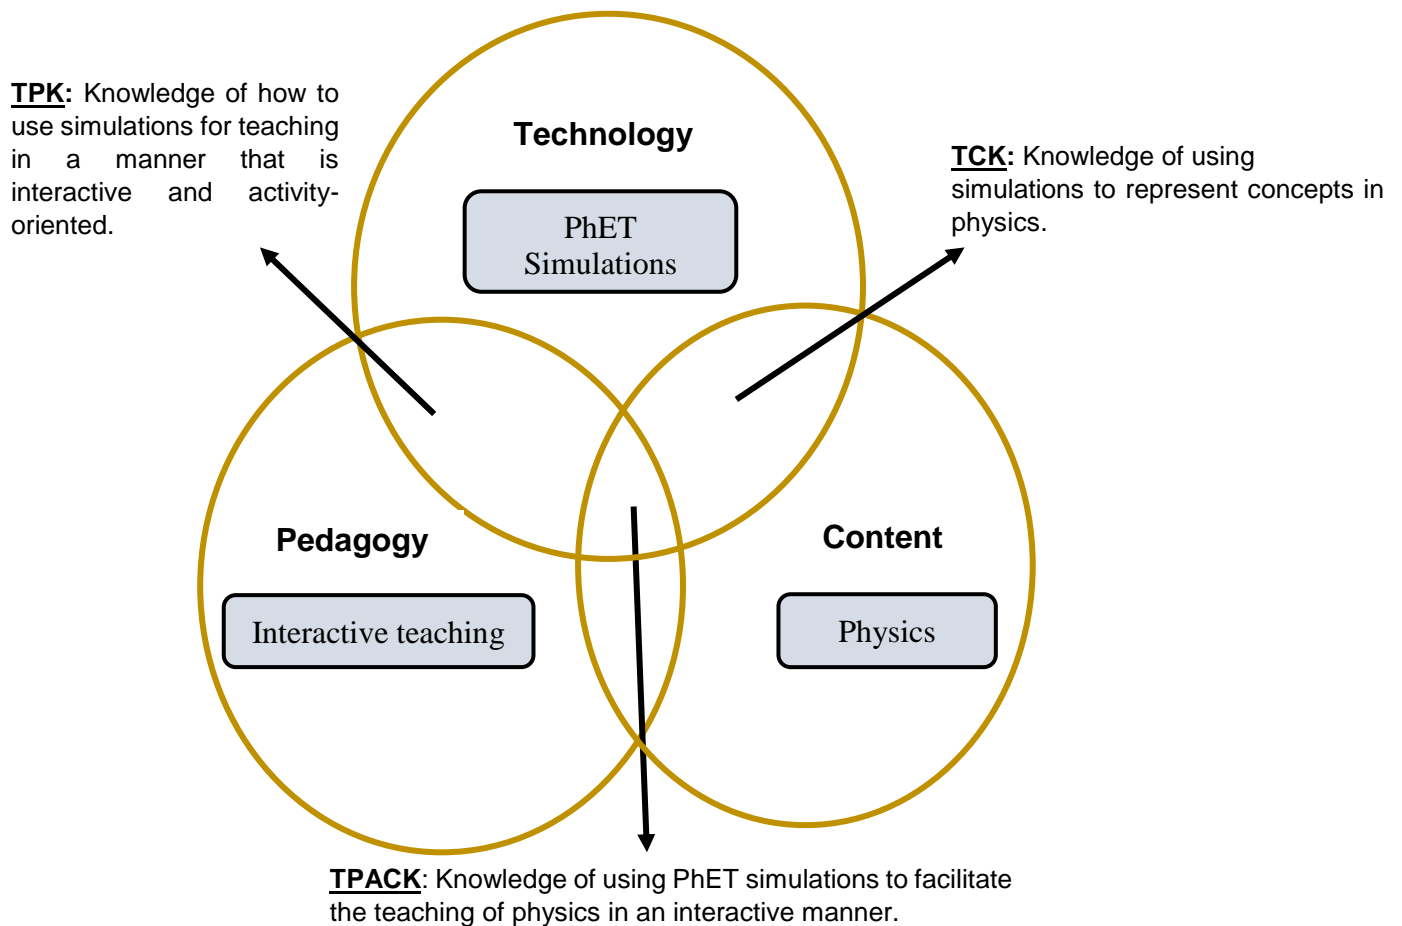 TPK: Knowledge of how to
use simulations for teaching
in a manner that is
interactive and activity-
oriented.
Technology
PhET
Simulations
TCK: Knowledge of using
simulations to represent concepts in
physics.
Pedagogy
Interactive teaching
Content
Physics
TPACK: Knowledge of using PhET simulations to facilitate
the teaching of physics in an interactive manner.